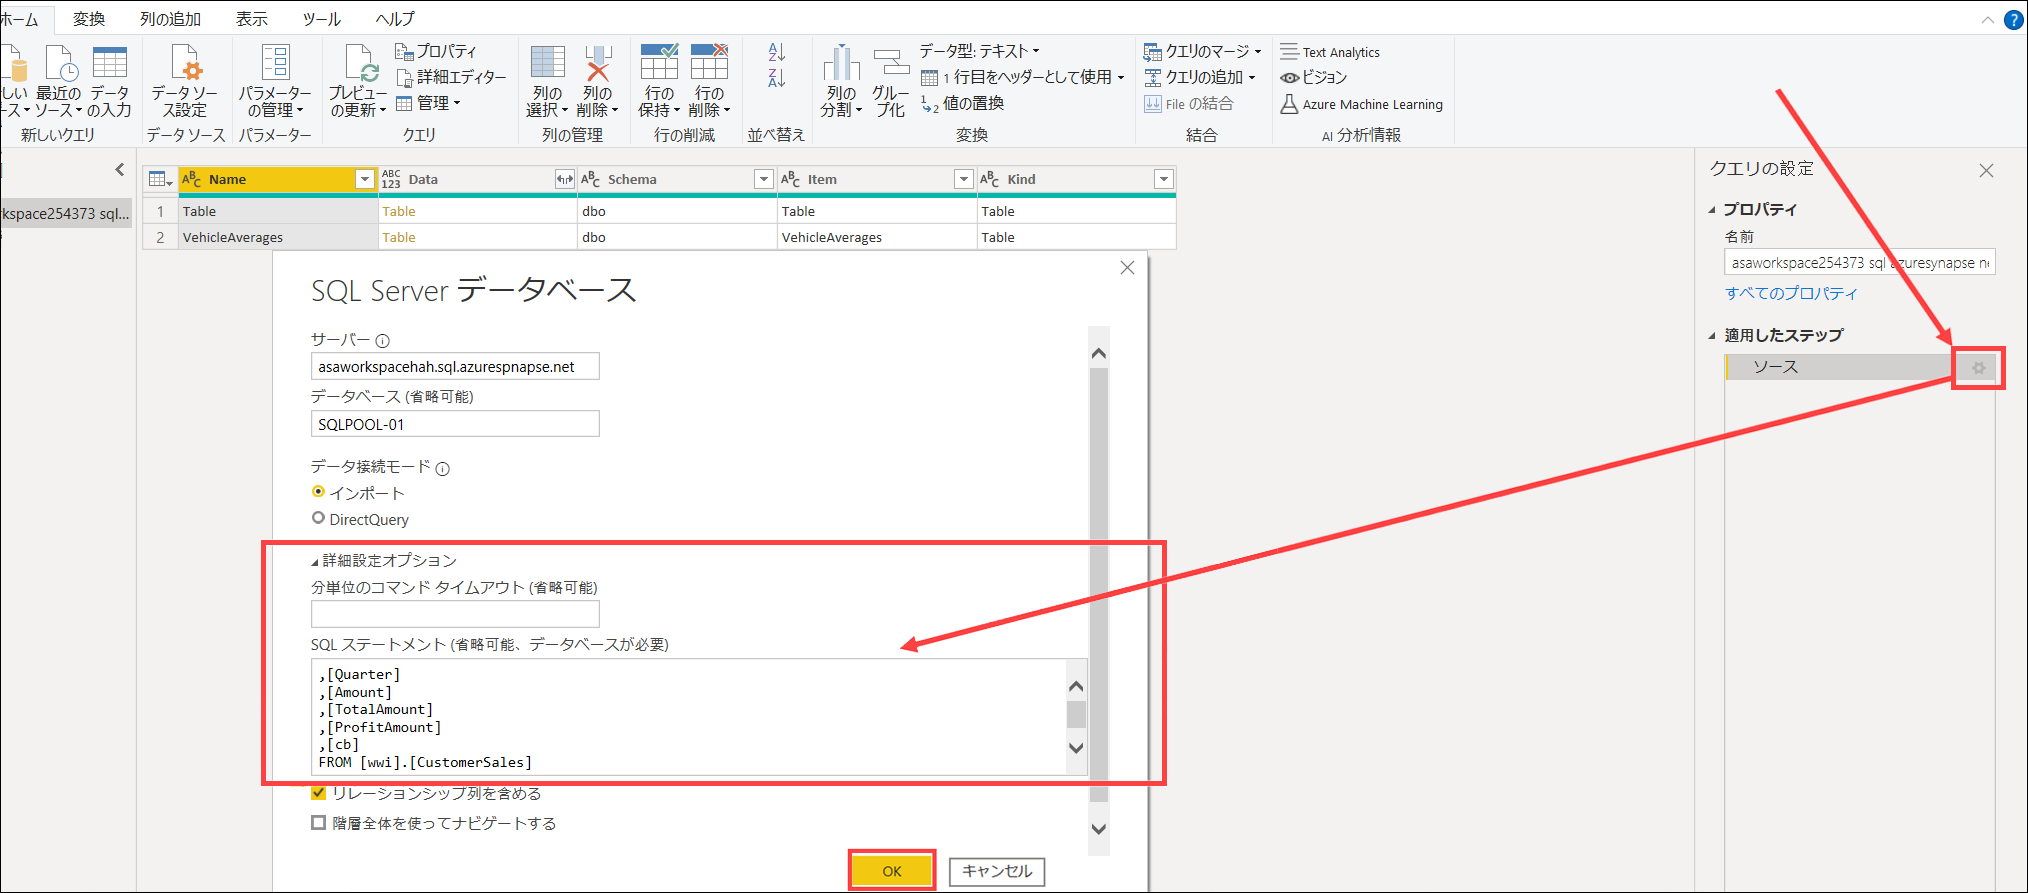 ホーム 変換 列の追加 表示 ツール ヘルプ
しい
ース
最近の
ソース
データ
の入力
新しいクエリ
データ ソー
ス設定
データ ソース
パラメーター
の管理
パラメーター
プレビュー
の更新
プロパティ
詳細エディター
管理
クエリ
列の
選択
列の
削除
列の管理
行の
保持
行の
削除
行の削減
並べ替え
列の
分割
グルー
プ化
データ型: テキスト
1 行目をヘッダーとして使用
値の置換
変換
クエリのマージ
クエリの追加
File の結合
結合
Text Analytics
ビジョン
Azure Machine Learning
AI 分析情報
kspace254373 sql...
Name Data Schema Item Kind
1 Table Table dbo Table Table
2 VehicleAverages Table dbo VehicleAverages Table
SQL Server データベース
サーバー
asaworkspacehah.sql.azurespnapse.net
データベース (省略可能)
SQLPOOL-01
データ接続モード
インポート
DirectQuery
詳細設定オプション
分単位のコマンド タイムアウト (省略可能)
SQL ステートメント (省略可能、データベースが必要)
,[Quarter]
,[Amount]
,[TotalAmount]
,[ProfitAmount]
,[cb]
FROM [wwi].[CustomerSales]
リレーションシップ列を含める
階層全体を使ってナビゲートする
OK キャンセル
クエリの設定
プロパティ
名前
asaworkspace254373 sql azuresynapse ne
すべてのプロパティ
適用したステップ
ソース